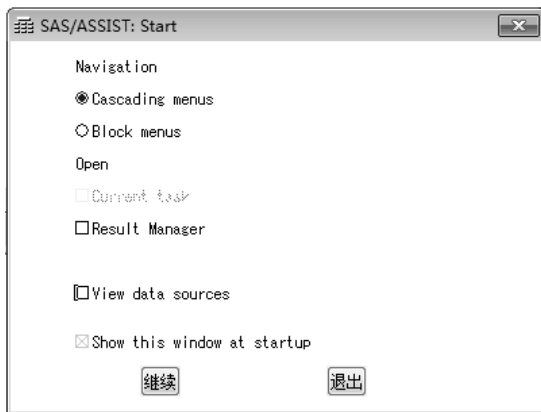 SAS/ASSIST: Start
Navigation
Cascading menus
Block menus
Open
Current task
Result Manager
View data sources
Show this window at startup
继续 退出